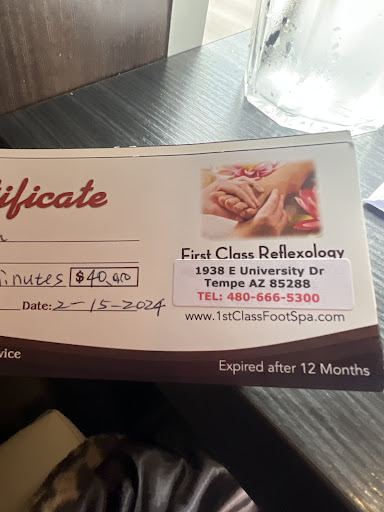 ificate
First Class Reflexology
inutes $40.00
1938 E University Dr
Tempe AZ 85288
TEL: 480-666-5300
Date: 2-15-2024
www.1stClassFootSpa.com
vice
Expired after 12 Months